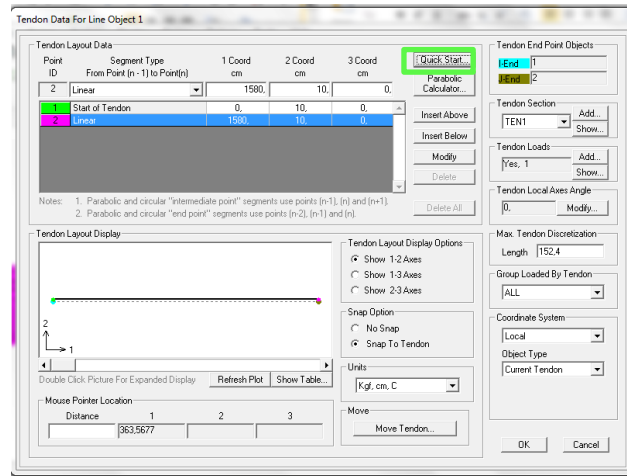 Tendon Data For Line Object 1
Tendon Layout Data
Point Segment Type 1 Coord 2 Coord 3 Coord
ID From Point (n - 1) to Point(n) cm cm cm
2 Linear 1580, 10, 0,
1 Start of Tendon 0, 10, 0,
2 Linear 1580, 10, 0,
Quick Start...
Parabolic
Calculator...
Insert Above
Insert Below
Modify
Delete
Delete All
Notes: 1. Parabolic and circular "intermediate point" segments use points (n-1), (n) and (n+1).
2. Parabolic and circular "end point" segments use points (n-2), (n-1) and (n).
Tendon End Point Objects
I-End 1
J-End 2
Tendon Section
TEN1 Add...
Show...
Tendon Loads
Yes, 1 Add...
Show...
Tendon Local Axes Angle
0, Modify...
Tendon Layout Display
2
1
Double Click Picture For Expanded Display Refresh Plot Show Table...
Mouse Pointer Location
Distance 1 2 3
363,5677
Tendon Layout Display Options
Show 1-2 Axes
Show 1-3 Axes
Show 2-3 Axes
Snap Option
No Snap
Snap To Tendon
Units
Kgf, cm, C
Move
Move Tendon...
Max. Tendon Discretization
Length 152,4
Group Loaded By Tendon
ALL
Coordinate System
Local
Object Type
Current Tendon
OK Cancel